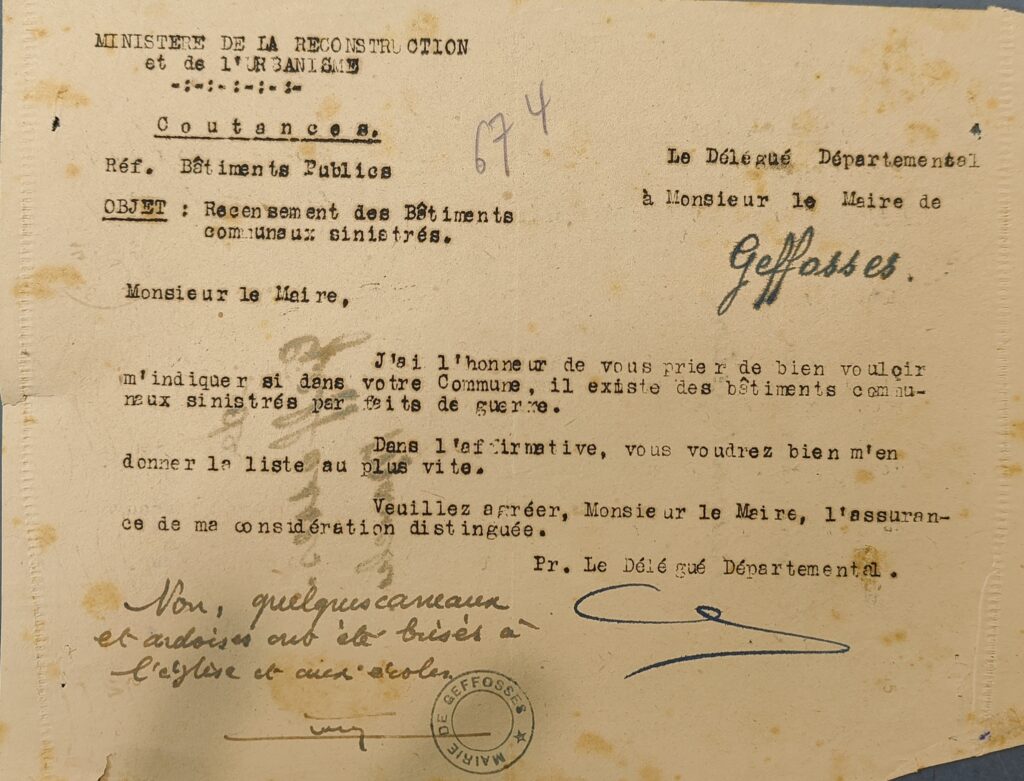 MINISTERE DE LA RECONSTRUCTION
et de l'URBANISME
-:-:-:-:-:-
Coutances.
674
Réf. Bâtiments Publics
Le Délégué Départemental
OBJET : Recensement des Bâtiments
communaux sinistrés.
à Monsieur le Maire de
Geffosses.
Monsieur le Maire,
J'ai l'honneur de vous prier de bien vouloir
m'indiquer si dans votre Commune, il existe des bâtiments commu-
naux sinistrés par faits de guerre.
Dans l'affirmative, vous voudrez bien m'en
donner la liste au plus vite.
Veuillez agréer, Monsieur le Maire, l'assuran-
ce de ma considération distinguée.
Pr. Le Délégué Départemental.
Non, quelques carreaux
et ardoises ont été brisés à
l'église et aux écoles
MAIRIE DE GEFFOSSES